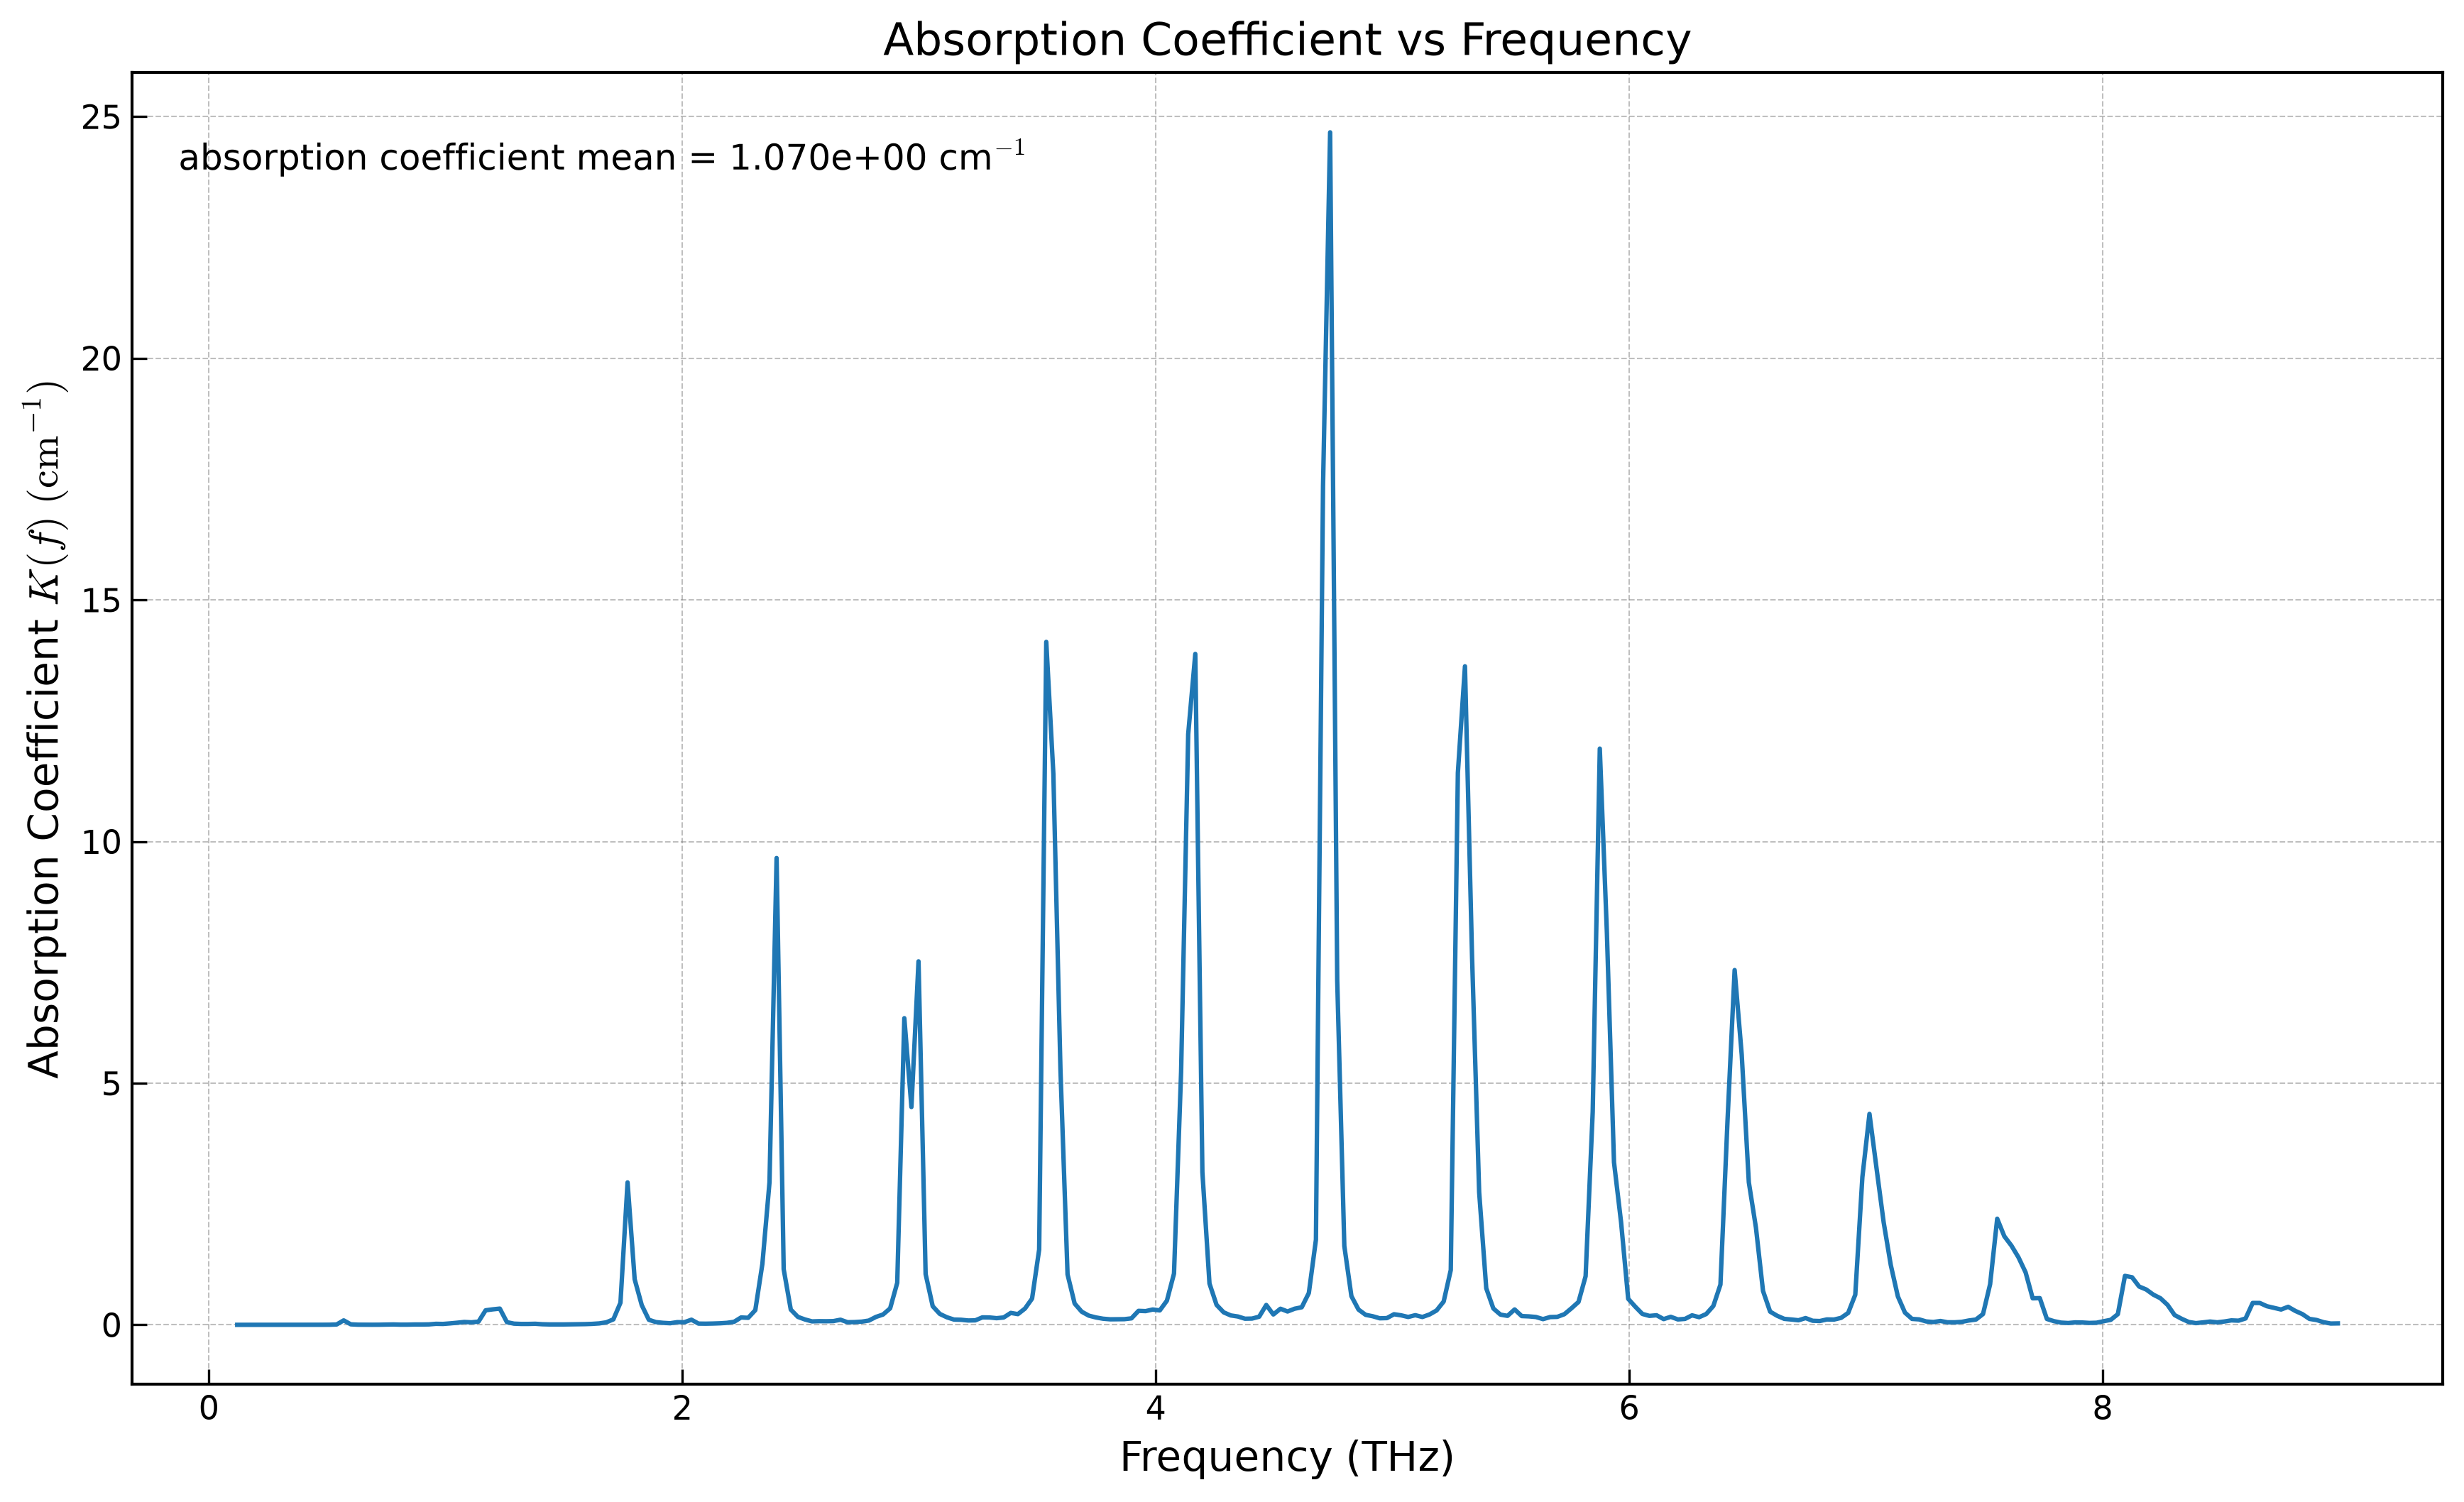 Absorption Coefficient vs Frequency
absorption coefficient mean = 1.070e+00 cm⁻¹
Absorption Coefficient K(f) (cm⁻¹)
25
20
15
10
5
0
0 2 4 6 8
Frequency (THz)